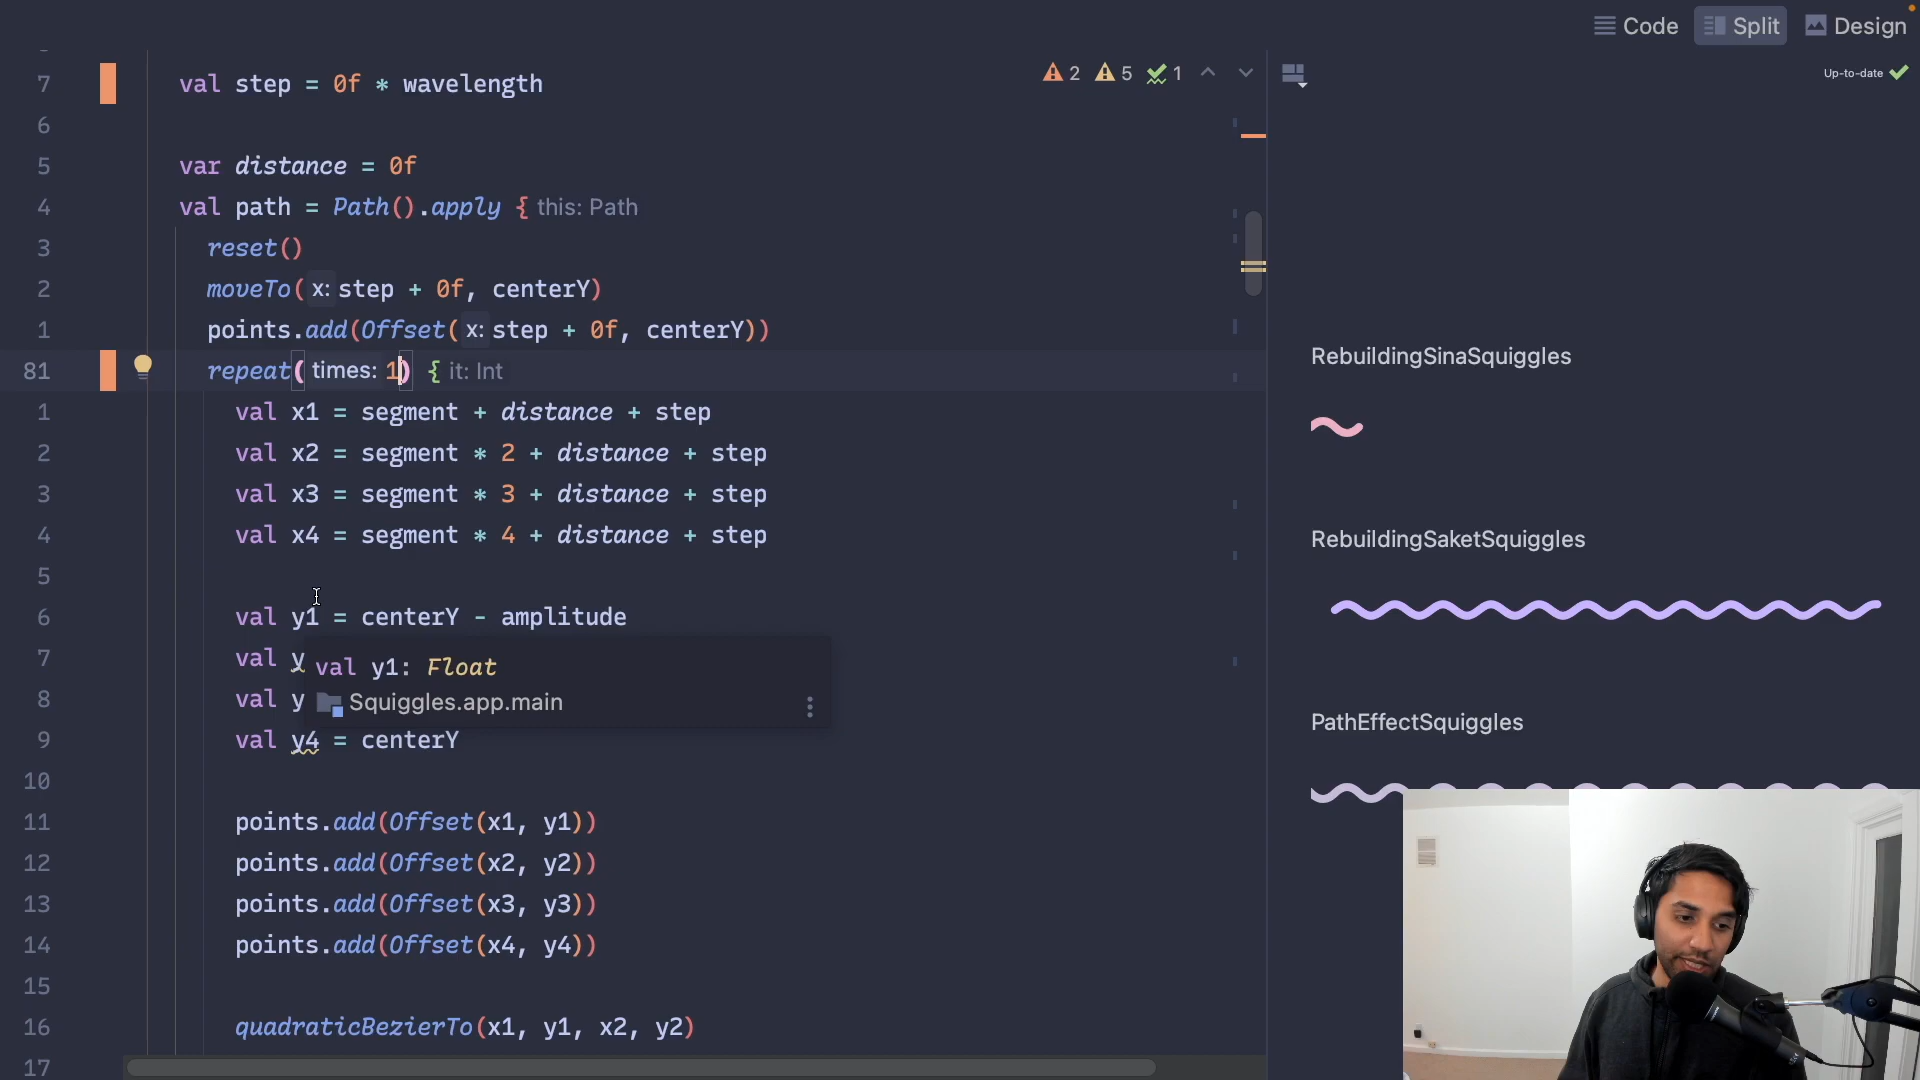 Code Split Design
7 val step = 0f * wavelength
2 5 1
Up-to-date
6
5 var distance = 0f
4 val path = Path().apply { this: Path
3 reset()
2 moveTo( x: step + 0f, centerY)
1 points.add(Offset( x: step + 0f, centerY))
81 repeat( times: 1) { it: Int
1 val x1 = segment + distance + step
2 val x2 = segment * 2 + distance + step
3 val x3 = segment * 3 + distance + step
4 val x4 = segment * 4 + distance + step
5
6 val y1 = centerY - amplitude
7 val y
val y1: Float
8 val y
Squiggles.app.main
9 val y4 = centerY
10
11 points.add(Offset(x1, y1))
12 points.add(Offset(x2, y2))
13 points.add(Offset(x3, y3))
14 points.add(Offset(x4, y4))
15
16 quadraticBezierTo(x1, y1, x2, y2)
17
RebuildingSinaSquiggles
RebuildingSaketSquiggles
PathEffectSquiggles